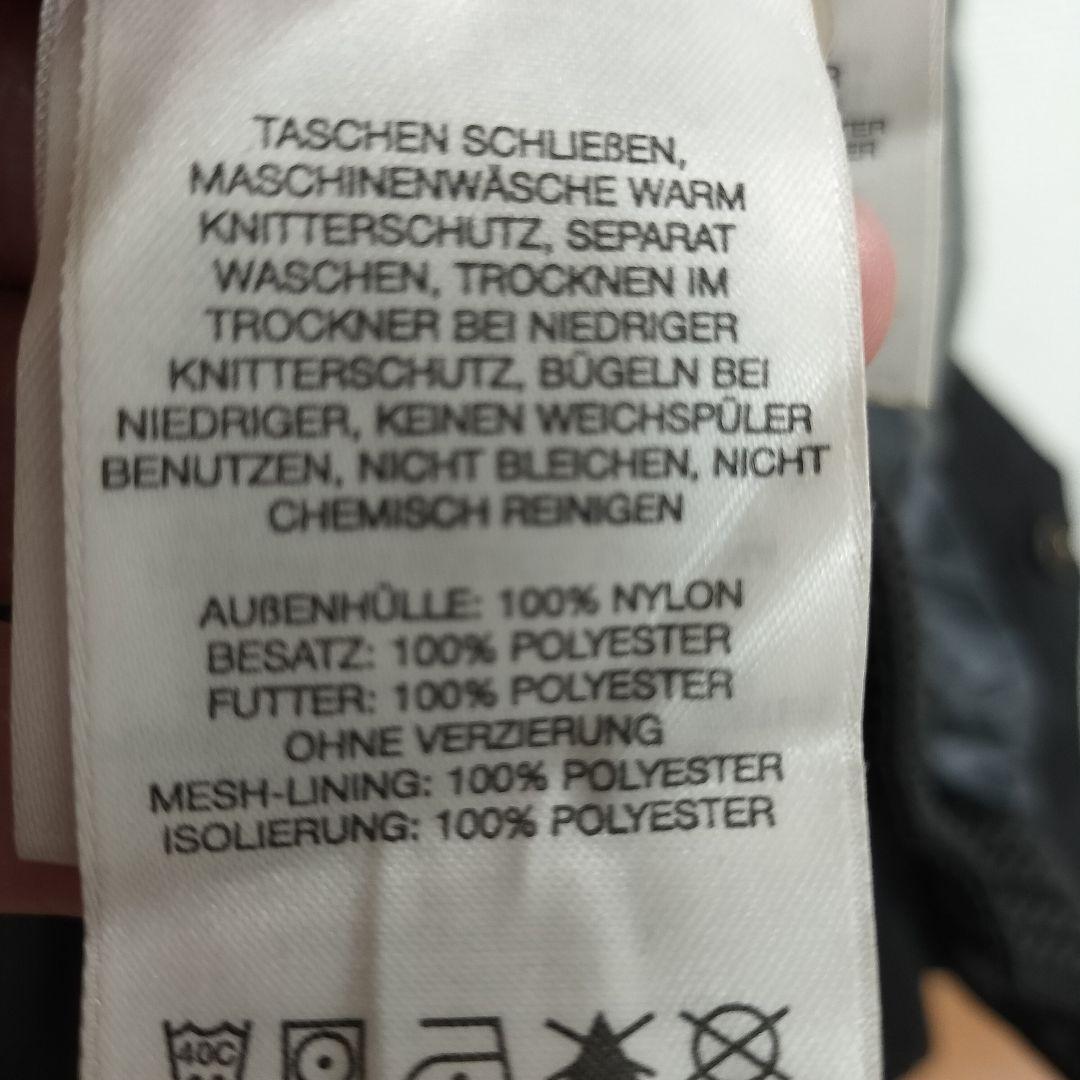 TASCHEN SCHLIEßEN,
MASCHINENWÄSCHE WARM
KNITTERSCHUTZ, SEPARAT
WASCHEN, TROCKNEN IM
TROCKNER BEI NIEDRIGER
KNITTERSCHUTZ, BÜGELN BEI
NIEDRIGER, KEINEN WEICHSPÜLER
BENUTZEN, NICHT BLEICHEN, NICHT
CHEMISCH REINIGEN
AUßENHÜLLE: 100% NYLON
BESATZ: 100% POLYESTER
FUTTER: 100% POLYESTER
OHNE VERZIERUNG
MESH-LINING: 100% POLYESTER
ISOLIERUNG: 100% POLYESTER
40C